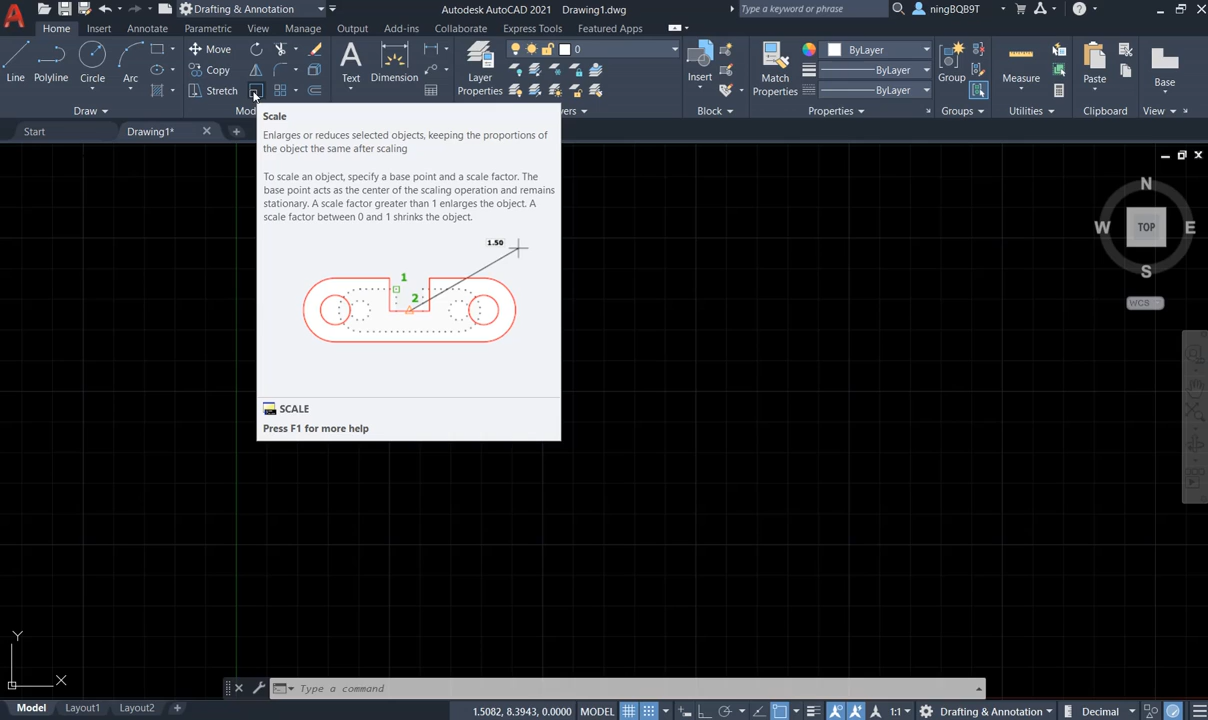 Drafting & Annotation
Autodesk AutoCAD 2021 Drawing1.dwg
Type a keyword or phrase
ningBQB9T
Home Insert Annotate Parametric View Manage Output Add-ins Collaborate Express Tools Featured Apps
Line Polyline Circle Arc
Move
Copy
Stretch
Text Dimension
Layer
Properties
0
Insert
Match
Properties
ByLayer
ByLayer
ByLayer
Group
Measure
Paste
Base
Draw
Block
Properties
Groups
Utilities
Clipboard
View
Start
Drawing1*
Scale
Enlarges or reduces selected objects, keeping the proportions of
the object the same after scaling
To scale an object, specify a base point and a scale factor. The
base point acts as the center of the scaling operation and remains
stationary. A scale factor greater than 1 enlarges the object. A
scale factor between 0 and 1 shrinks the object.
1.50
1
2
SCALE
Press F1 for more help
N
W TOP E
S
WCS
Y
X
Type a command
Model Layout1 Layout2
1.5082, 8.3943, 0.0000 MODEL
1:1
Drafting & Annotation
Decimal